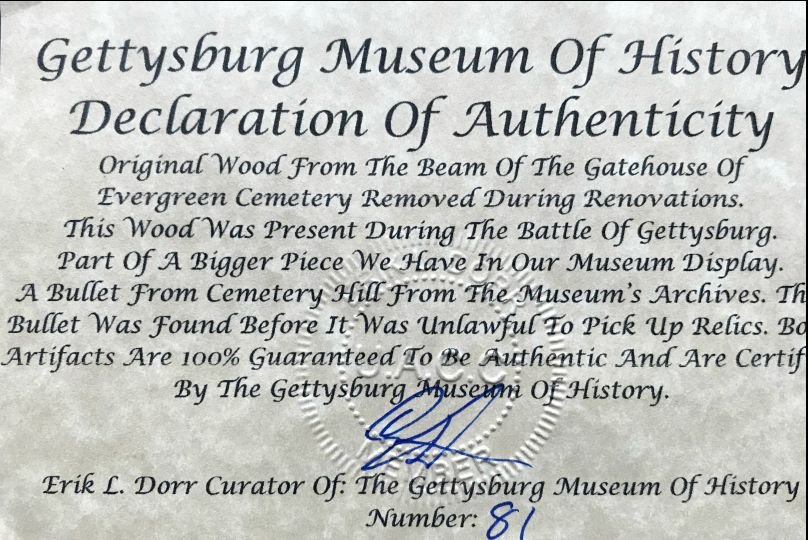 Gettysburg Museum Of History
Declaration Of Authenticity
Original Wood From The Beam Of The Gatehouse Of
Evergreen Cemetery Removed During Renovations.
This Wood Was Present During The Battle Of Gettysburg.
Part Of A Bigger Piece We Have In Our Museum Display.
A Bullet From Cemetery Hill From The Museum's Archives. Th
Bullet Was Found Before It Was Unlawful To Pick Up Relics. Bo
Artifacts Are 100% Guaranteed To Be Authentic And Are Certif
By The Gettysburg Museum Of History.
MEMBER
Erik L. Dorr Curator Of: The Gettysburg Museum Of History
Number: 81